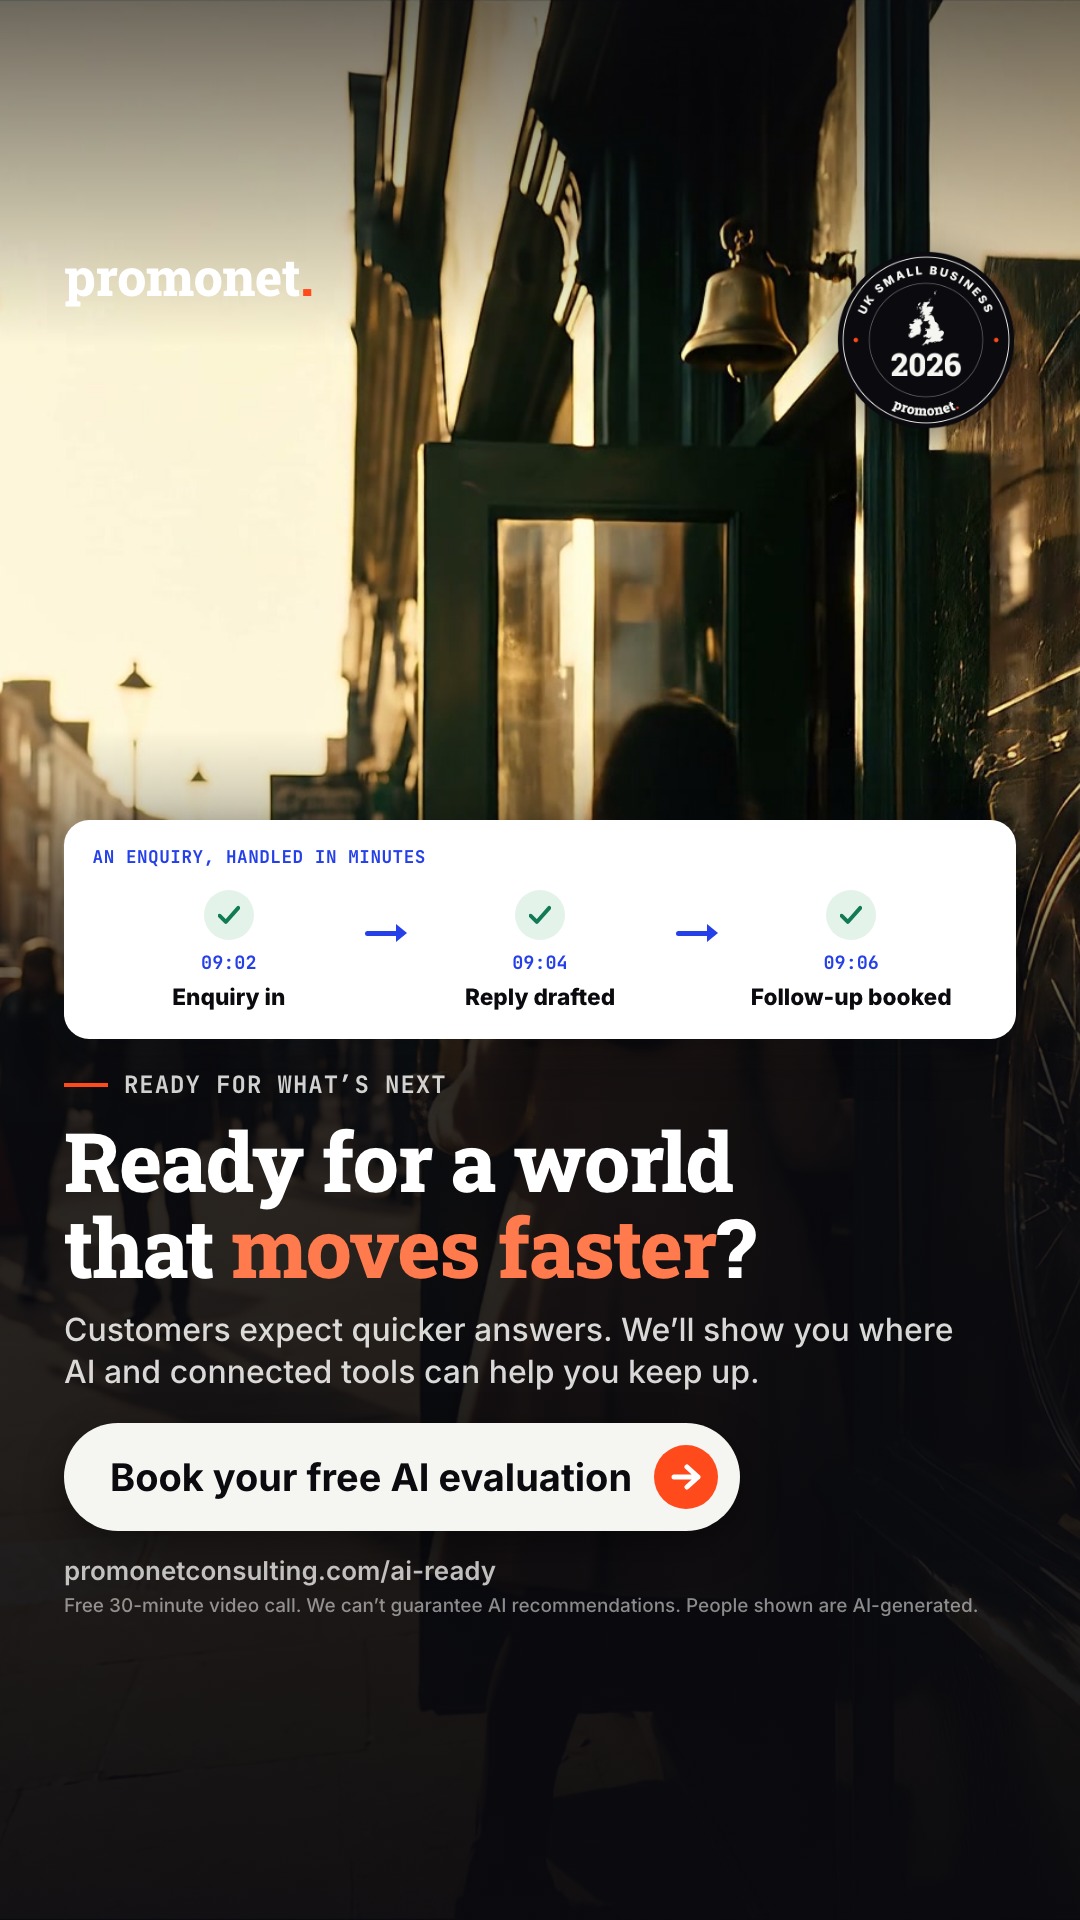 promonet.
UK SMALL BUSINESS
2026
promonet.
AN ENQUIRY, HANDLED IN MINUTES
09:02
Enquiry in
09:04
Reply drafted
09:06
Follow-up booked
READY FOR WHAT’S NEXT
Ready for a world
that moves faster?
Customers expect quicker answers. We’ll show you where
AI and connected tools can help you keep up.
Book your free AI evaluation
promonetconsulting.com/ai-ready
Free 30-minute video call. We can’t guarantee AI recommendations. People shown are AI-generated.